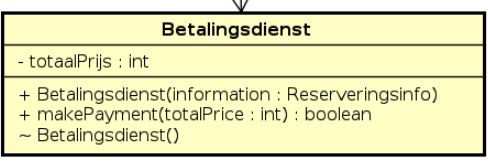 Betalingsdienst
- totaalPrijs : int
+ Betalingsdienst(information : Reserveringsinfo)
+ makePayment(totalPrice : int) : boolean
~ Betalingsdienst()